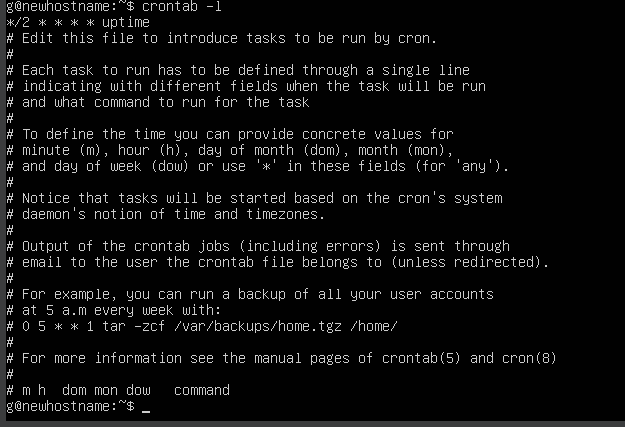 g@newhostname:~$ crontab -l
*/2 * * * * uptime
# Edit this file to introduce tasks to be run by cron.
#
# Each task to run has to be defined through a single line
# indicating with different fields when the task will be run
# and what command to run for the task
#
# To define the time you can provide concrete values for
# minute (m), hour (h), day of month (dom), month (mon),
# and day of week (dow) or use '*' in these fields (for 'any').
#
# Notice that tasks will be started based on the cron's system
# daemon's notion of time and timezones.
#
# Output of the crontab jobs (including errors) is sent through
# email to the user the crontab file belongs to (unless redirected).
#
# For example, you can run a backup of all your user accounts
# at 5 a.m every week with:
# 0 5 * * 1 tar -zcf /var/backups/home.tgz /home/
#
# For more information see the manual pages of crontab(5) and cron(8)
#
# m h  dom mon dow   command
g@newhostname:~$ _